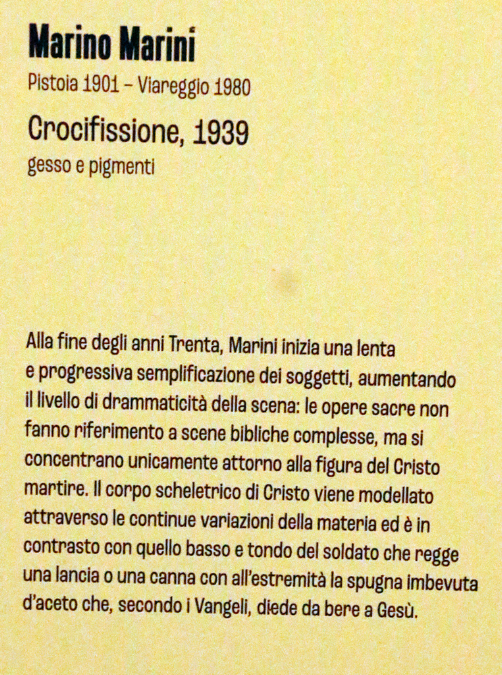 Marino Marini
Pistoia 1901 – Viareggio 1980
Crocifissione, 1939
gesso e pigmenti
Alla fine degli anni Trenta, Marini inizia una lenta
e progressiva semplificazione dei soggetti, aumentando
il livello di drammaticità della scena: le opere sacre non
fanno riferimento a scene bibliche complesse, ma si
concentrano unicamente attorno alla figura del Cristo
martire. Il corpo scheletrico di Cristo viene modellato
attraverso le continue variazioni della materia ed è in
contrasto con quello basso e tondo del soldato che regge
una lancia o una canna con all'estremità la spugna imbevuta
d'aceto che, secondo i Vangeli, diede da bere a Gesù.